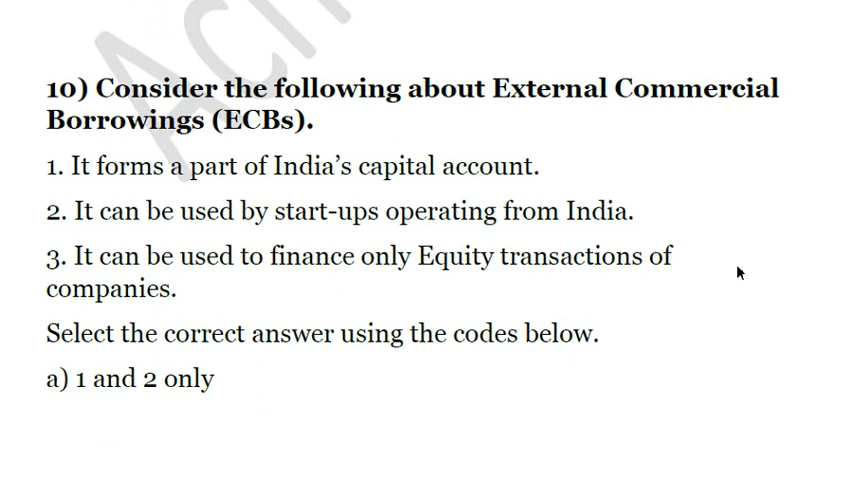 10) Consider the following about External Commercial
Borrowings (ECBs).
1. It forms a part of India's capital account.
2. It can be used by start-ups operating from India.
3. It can be used to finance only Equity transactions of
companies.
Select the correct answer using the codes below.
a) 1 and 2 only